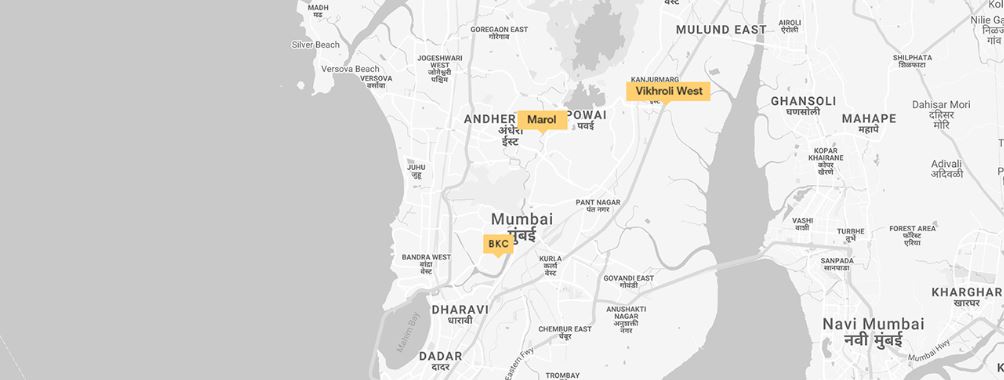 MADH
मड
Silver Beach
Versova Beach
VERSOVA
वर्सोवा
JOGESHWARI
WEST
जोगेश्वरी
पश्चिम
GOREGAON EAST
गोरेगाव
MULUND EAST
AIROLI
ऐरोली
SHILPHATA
शिळफाटा
KANJURMARG
Vikhroli West
GHANSOLI
घणसोली
MAHAPE
महापे
Dahisar Mori
दहिसर
मोरि
ANDHER
अंधेरी
ईस्ट
Marol
POWAI
पवई
JUHU
जुहू
KOPAR
KHAIRANE
कोपर
खैरणे
Adivali
अदिवळी
PANT NAGAR
पंत नगर
Mumbai
मुंबई
BKC
VASHI
वाशी
TURBHE
तुर्भे
FOREST AREA
फॉरेस्ट
एरिया
BANDRA WEST
बांद्रा
वेस्ट
KURLA
कुर्ला
वेस्ट
SANPADA
सानपाडा
GOVANDI EAST
गोवंडी
KHARGHAR
खारघर
DHARAVI
धारावी
Mahim Bay
ANUSHAKTI
NAGAR
अनुशक्ती
नगर
CHEMBUR EAST
चेंबूर
Navi Mumbai
नवी मुंबई
Mumbai Hwy
DADAR
दादर
Eastern Fwy
TROMBAY